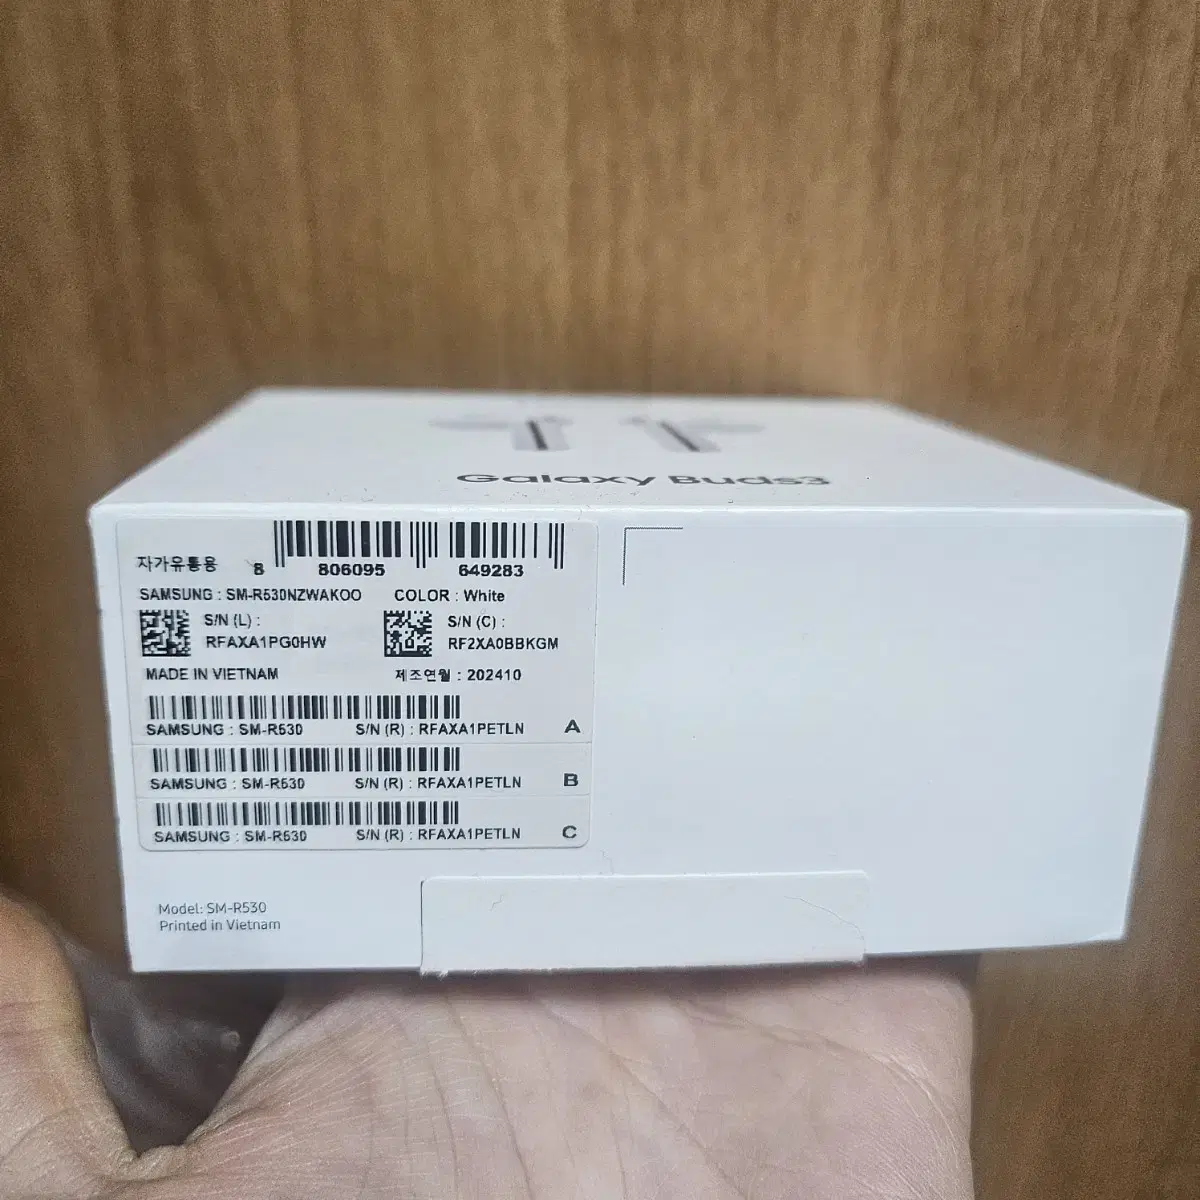 Galaxy Buds3
자가유통용 8 806095 649283
SAMSUNG : SM-R530NZWAKOO COLOR : White
S/N (L) : S/N (C) :
RFAXA1PG0HW RF2XA0BBKGM
MADE IN VIETNAM 제조연월 : 202410
SAMSUNG : SM-R530 S/N (R) : RFAXA1PETLN A
SAMSUNG : SM-R530 S/N (R) : RFAXA1PETLN B
SAMSUNG : SM-R530 S/N (R) : RFAXA1PETLN C
Model: SM-R530
Printed in Vietnam